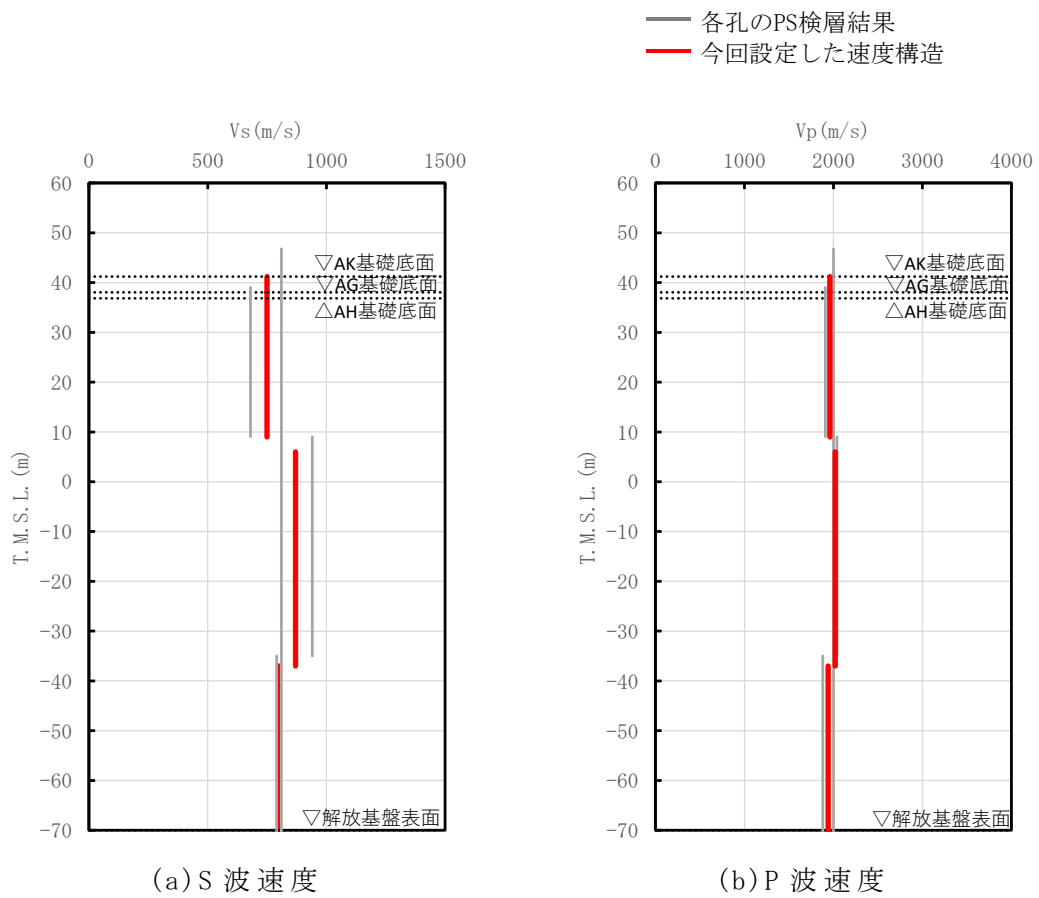 各孔のPS検層結果
今回設定した速度構造
Vs(m/s)
0 500 1000 1500
60
50
40
30
20
10
0
-10
-20
-30
-40
-50
-60
-70
T.M.S.L.(m)
▽AK基礎底面
▽AG基礎底面
△AH基礎底面
▽解放基盤表面
(a)S波速度
Vp(m/s)
0 1000 2000 3000 4000
60
50
40
30
20
10
0
-10
-20
-30
-40
-50
-60
-70
T.M.S.L.(m)
▽AK基礎底面
▽AG基礎底面
△AH基礎底面
▽解放基盤表面
(b)P波速度